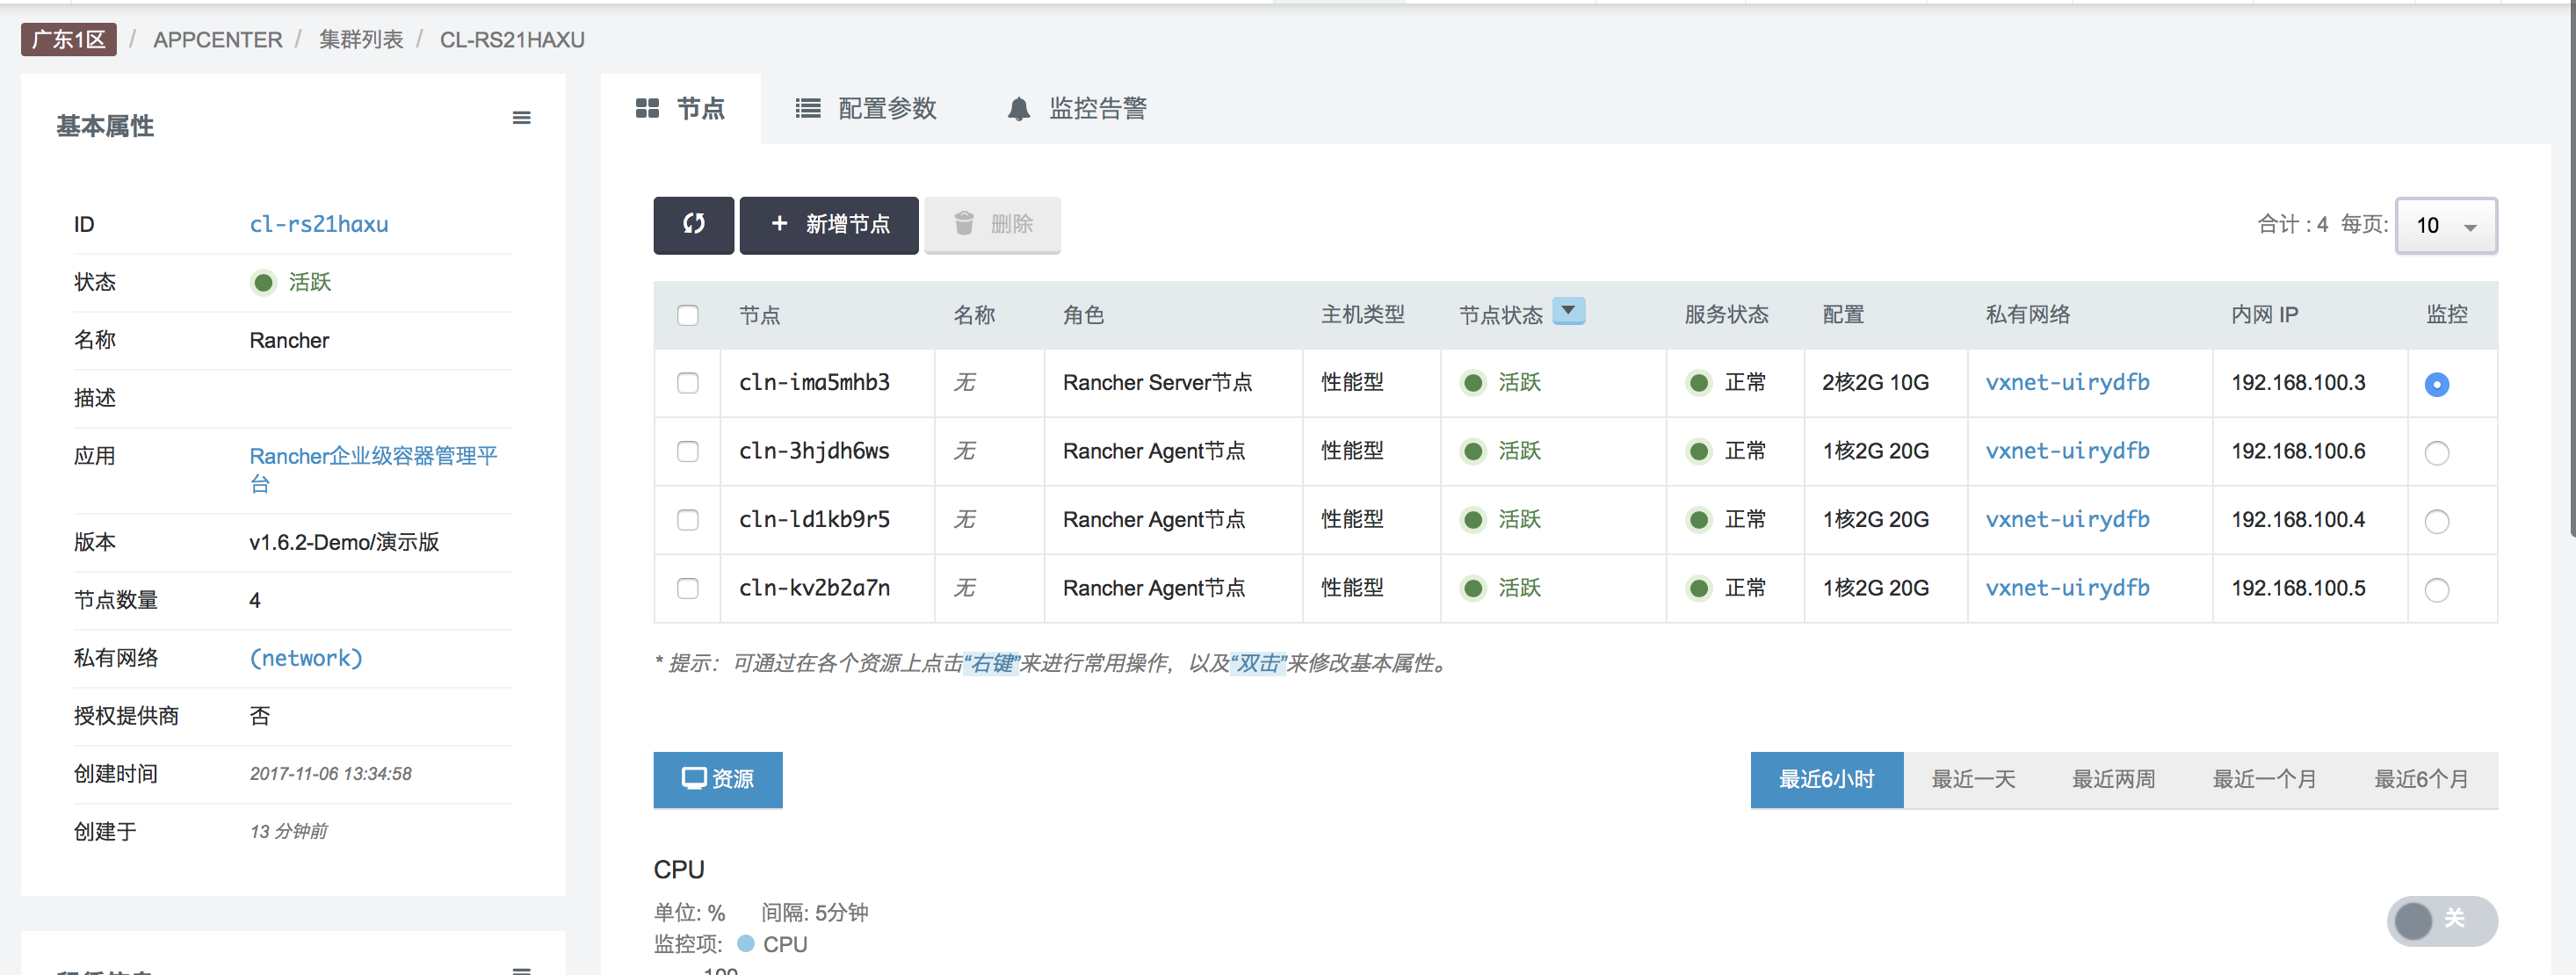 广东1区 / APPCENTER / 集群列表 / CL-RS21HAXU
基本属性
ID cl-rs21haxu
状态 活跃
名称 Rancher
描述
应用 Rancher企业级容器管理平
台
版本 v1.6.2-Demo/演示版
节点数量 4
私有网络 (network)
授权提供商 否
创建时间 2017-11-06 13:34:58
创建于 13 分钟前
节点 配置参数 监控告警
+ 新增节点 删除 合计 : 4 每页: 10
节点 名称 角色 主机类型 节点状态 服务状态 配置 私有网络 内网 IP 监控
cln-ima5mhb3 无 Rancher Server节点 性能型 活跃 正常 2核2G 10G vxnet-uirydfb 192.168.100.3
cln-3hjdh6ws 无 Rancher Agent节点 性能型 活跃 正常 1核2G 20G vxnet-uirydfb 192.168.100.6
cln-ld1kb9r5 无 Rancher Agent节点 性能型 活跃 正常 1核2G 20G vxnet-uirydfb 192.168.100.4
cln-kv2b2a7n 无 Rancher Agent节点 性能型 活跃 正常 1核2G 20G vxnet-uirydfb 192.168.100.5
* 提示：可通过在各个资源上点击“右键”来进行常用操作，以及“双击”来修改基本属性。
资源 最近6小时 最近一天 最近两周 最近一个月 最近6个月
CPU
单位: % 间隔: 5分钟
关
监控项: CPU
100